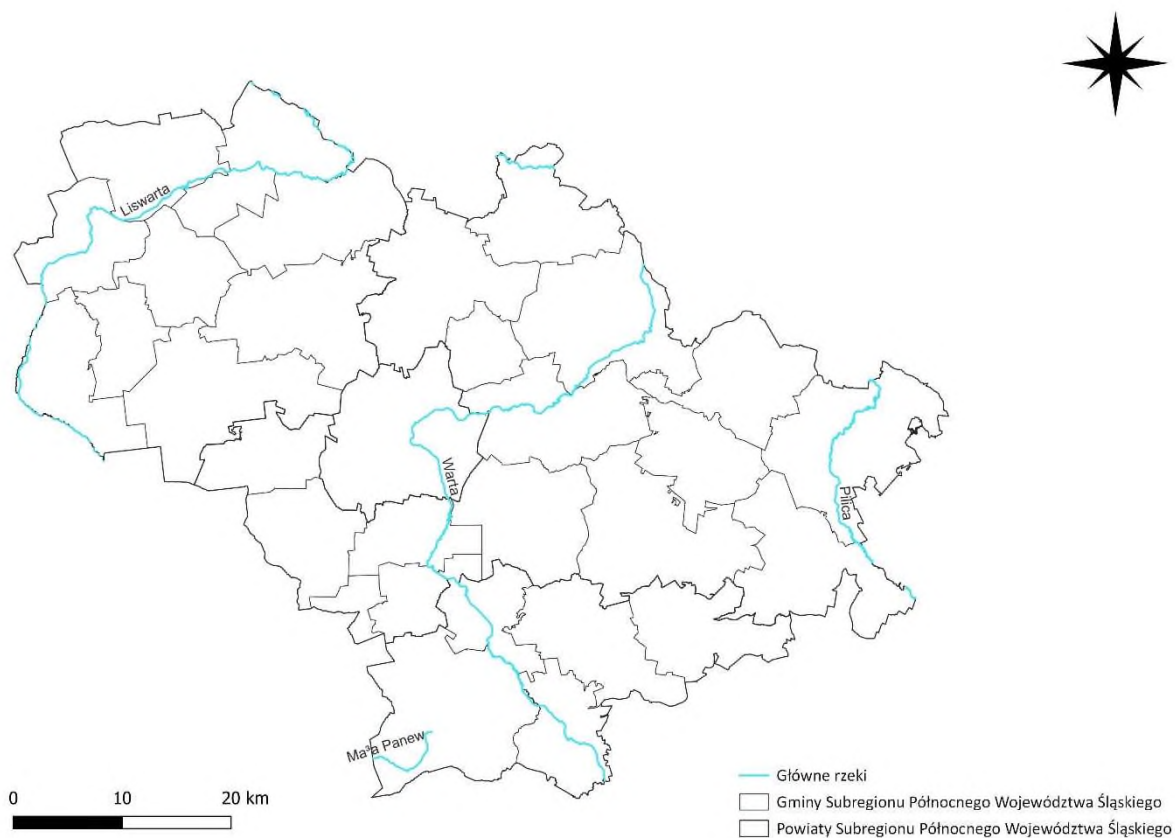 Liswarta
Warta
Pilica
Ma³a Panew
0 10 20 km
Główne rzeki
Gminy Subregionu Północnego Województwa Śląskiego
Powiaty Subregionu Północnego Województwa Śląskiego